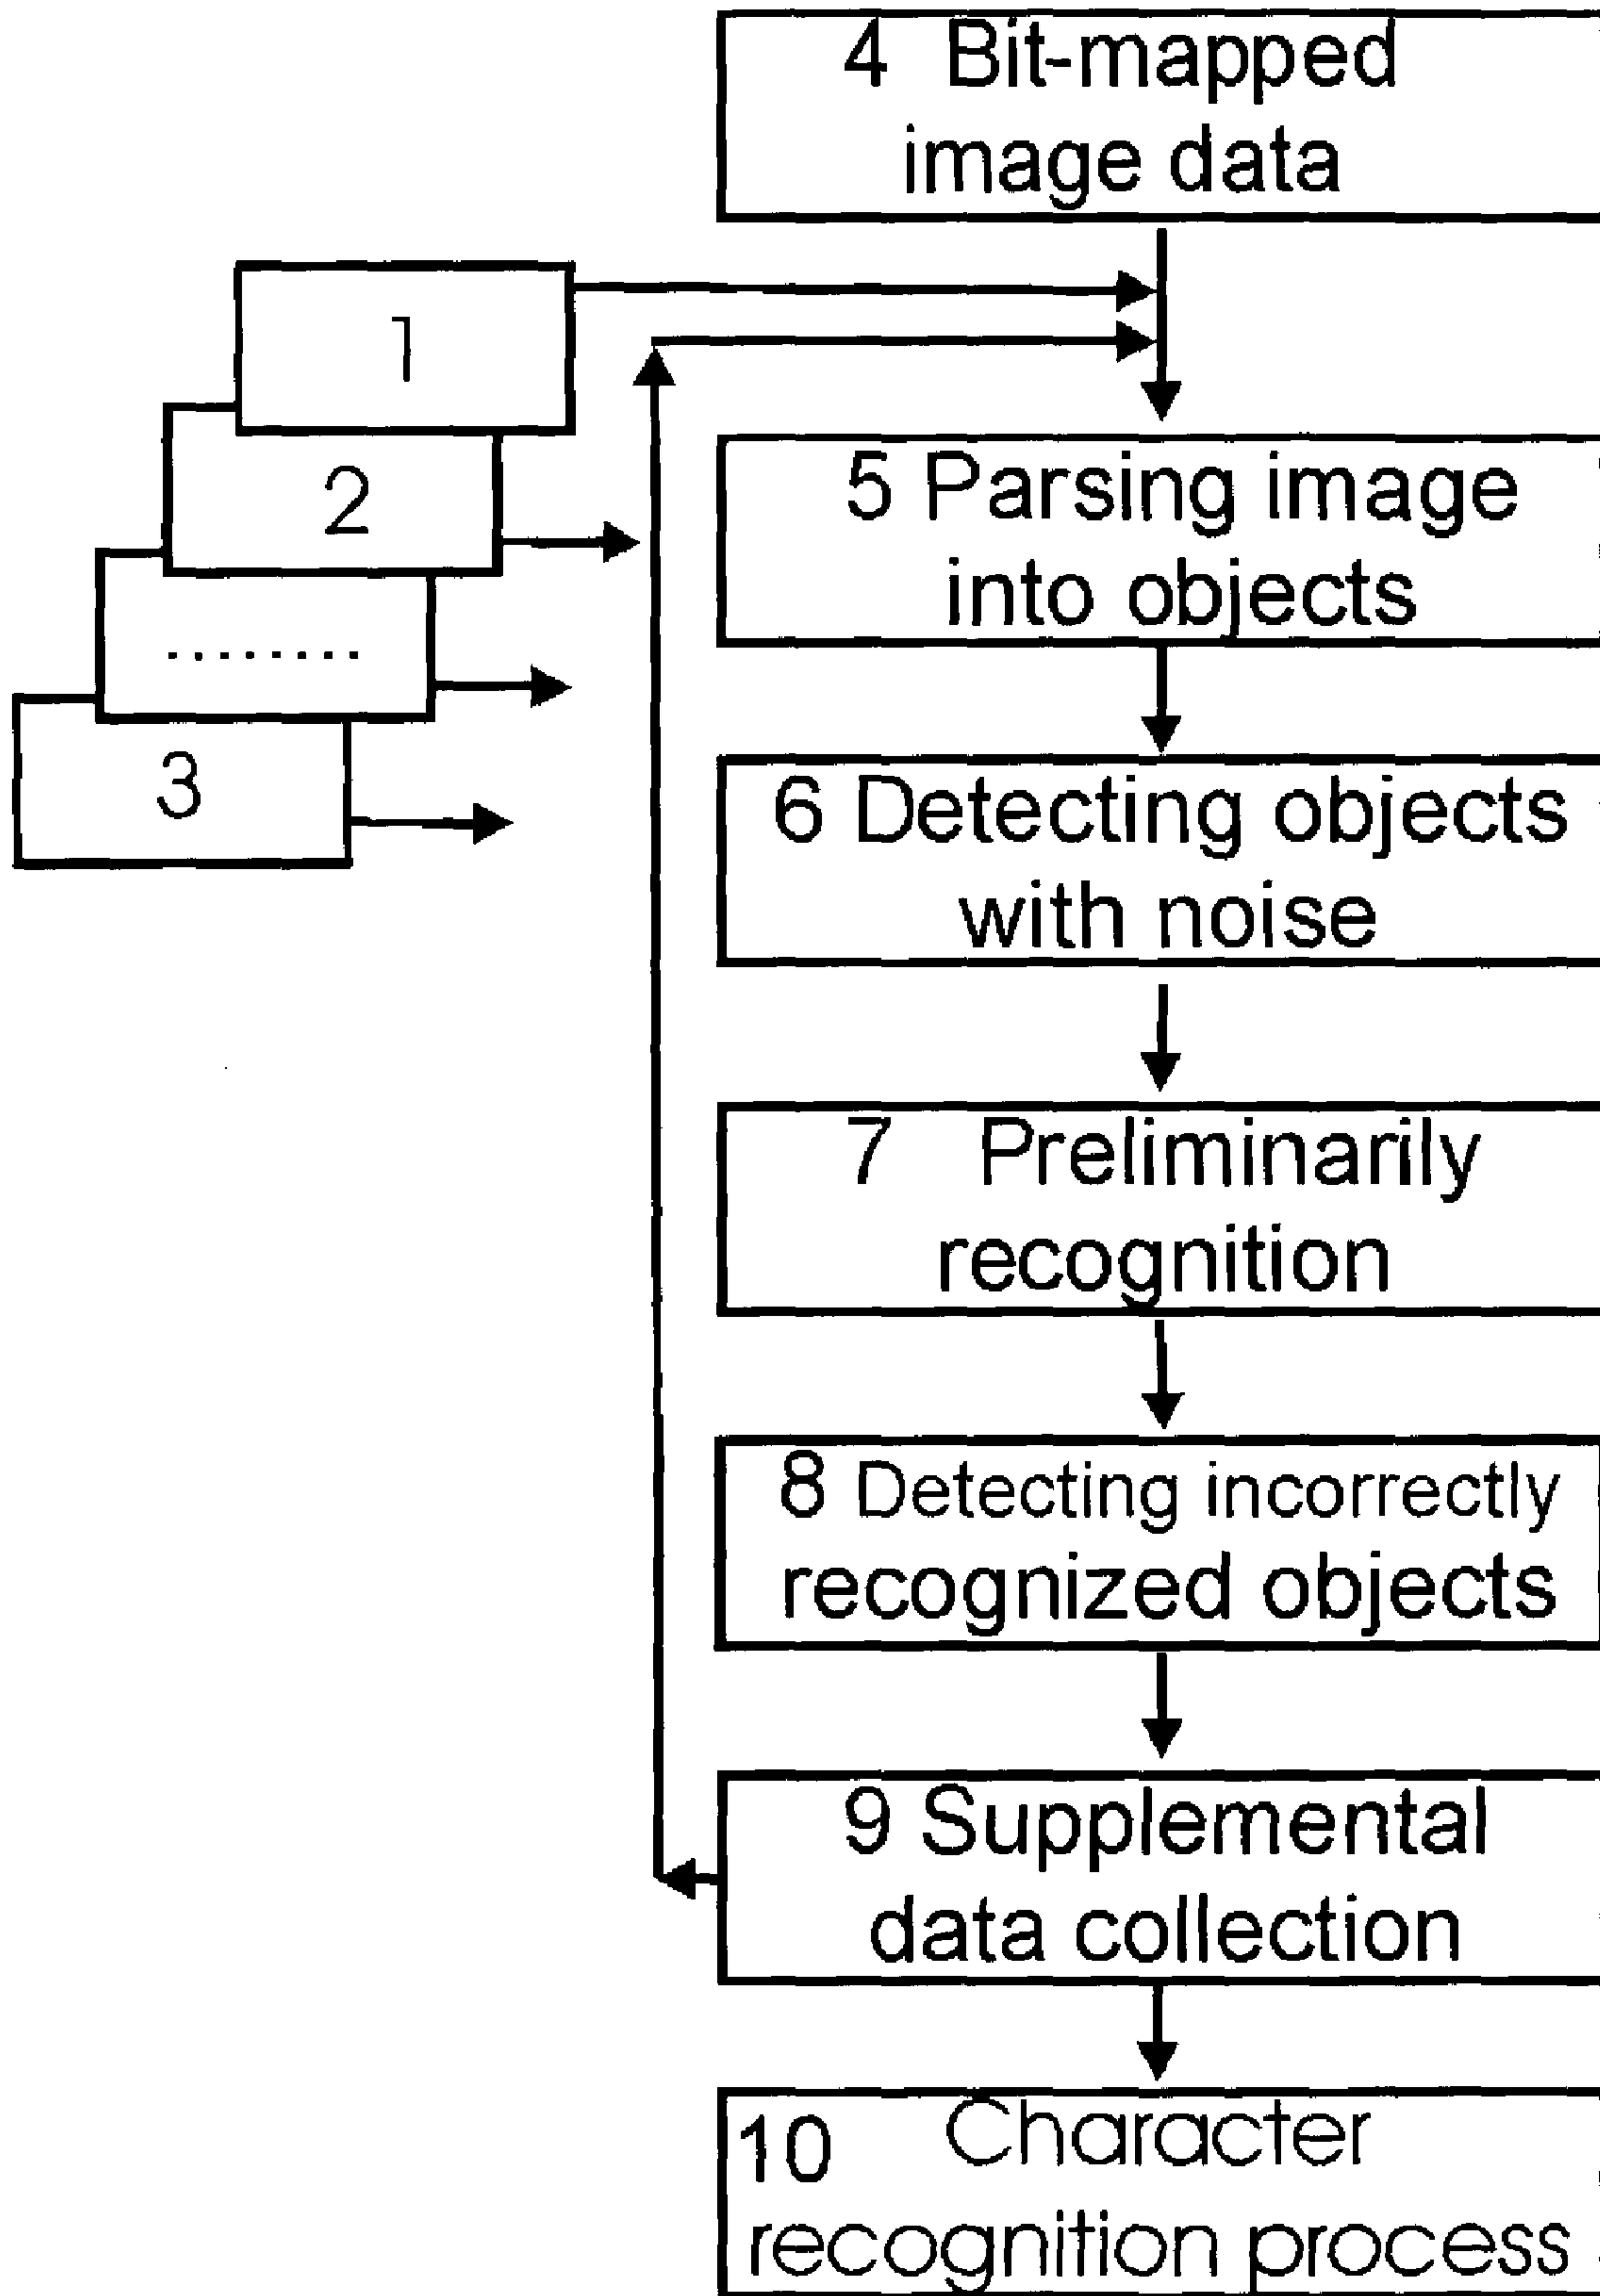 4 Bit-mapped
image data
1
2
........
3
5 Parsing image
into objects
6 Detecting objects
with noise
7 Preliminarily
recognition
8 Detecting incorrectly
recognized objects
9 Supplemental
data collection
10 Character
recognition process